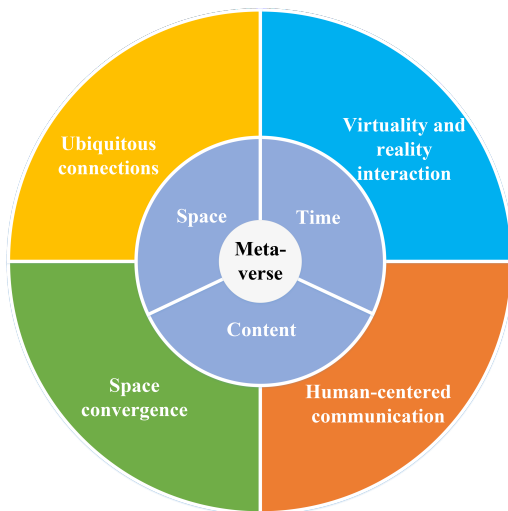 Ubiquitous
connections
Virtuality and
reality
interaction
Space
Time
Meta-
verse
Content
Space
convergence
Human-centered
communication